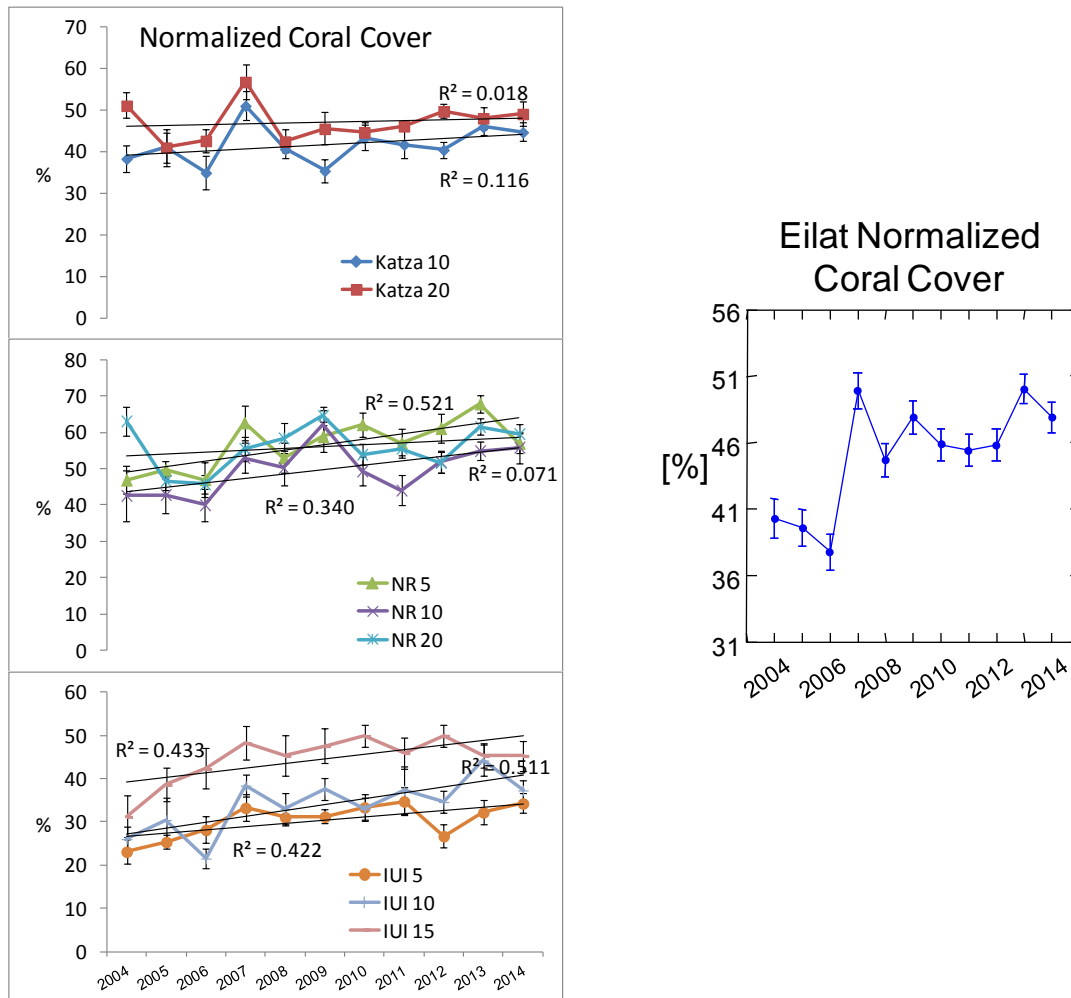 Normalized Coral Cover
70
60
50
40
30
20
10
0
%
R² = 0.018
R² = 0.116
Katza 10
Katza 20
80
70
60
50
40
30
20
10
0
%
R² = 0.521
R² = 0.071
R² = 0.340
NR 5
NR 10
NR 20
60
50
40
30
20
10
0
%
R² = 0.433
R² = 0.511
R² = 0.422
IUI 5
IUI 10
IUI 15
2004 2005 2006 2007 2008 2009 2010 2011 2012 2013 2014
Eilat Normalized
Coral Cover
56
51
46
41
36
31
[%]
2004 2006 2008 2010 2012 2014